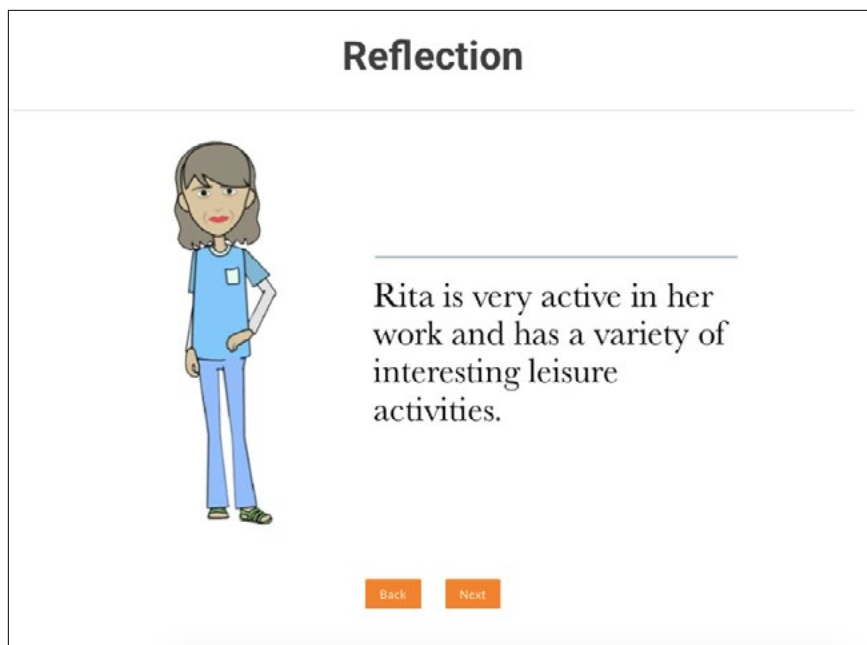 Reflection
Rita is very active in her
work and has a variety of
interesting leisure
activities.
Back
Next